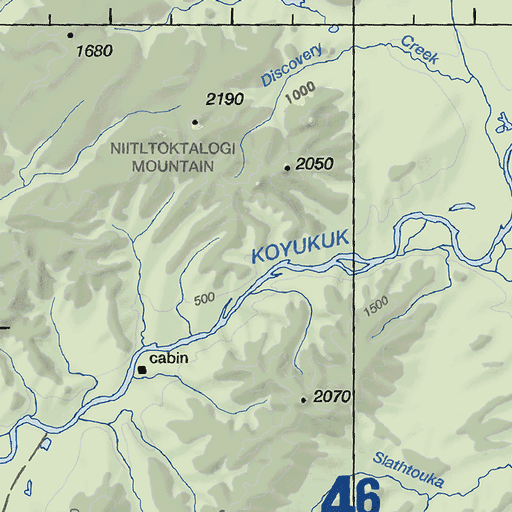 1680
Discovery
Creek
1000
2190
NIITLTOKTALOGI
MOUNTAIN
2050
KOYUKUK
500
1500
cabin
2070
Slathtouka
46